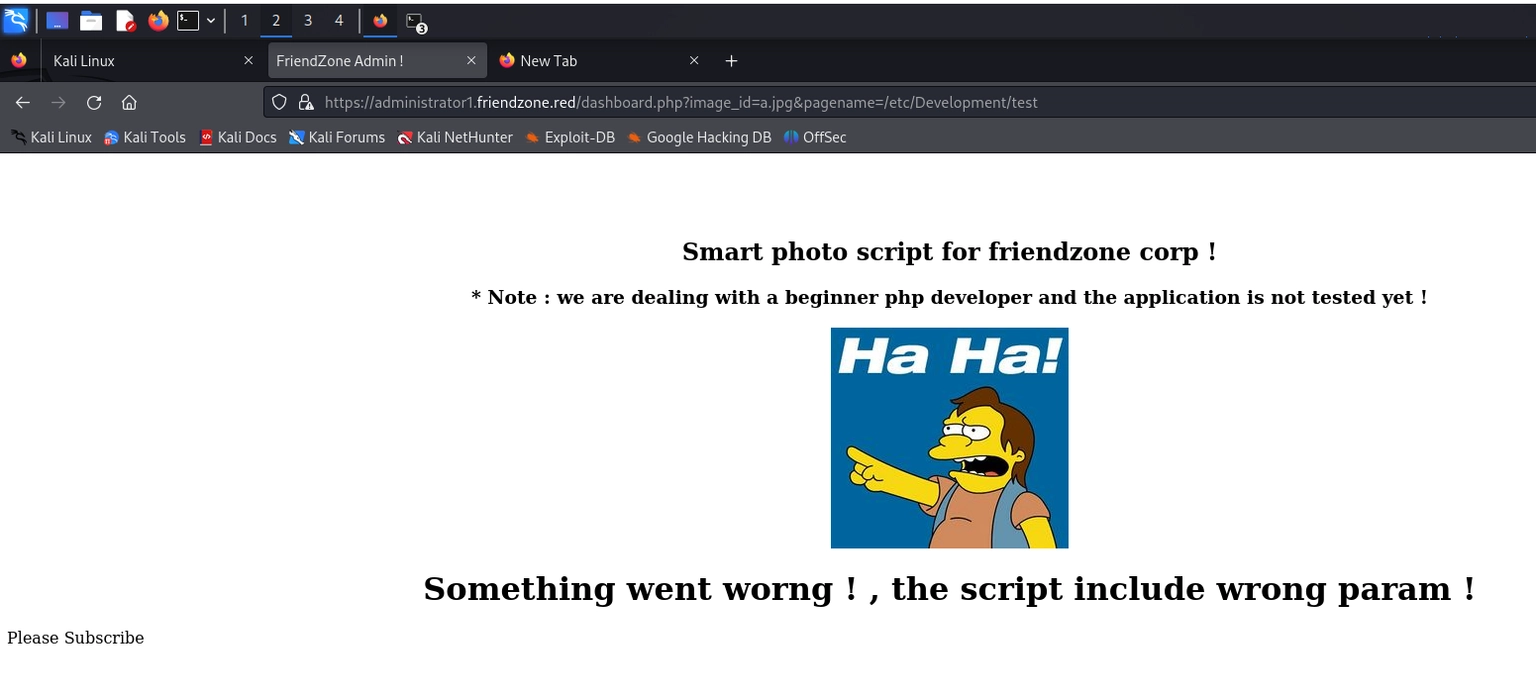 1 2 3 4 3
Kali Linux FriendZone Admin ! New Tab
https://administrator1.friendzone.red/dashboard.php?image_id=a.jpg&pagename=/etc/Development/test
Kali Linux Kali Tools Kali Docs Kali Forums Kali NetHunter Exploit-DB Google Hacking DB OffSec
Smart photo script for friendzone corp !
* Note : we are dealing with a beginner php developer and the application is not tested yet !
Ha Ha!
Something went worng ! , the script include wrong param !
Please Subscribe